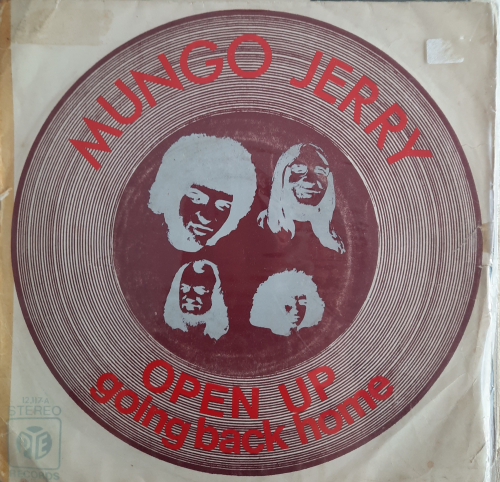 MUNGO JERRY
OPEN UP
going back home
STEREO
PYE
records